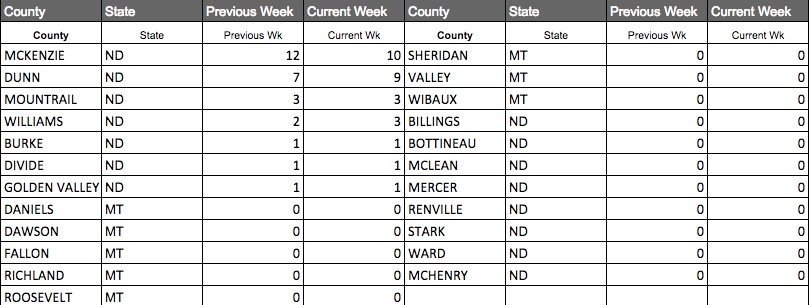 County State Previous Week Current Week County State Previous Week Current Week
County State Previous Wk Current Wk County State Previous Wk Current Wk
MCKENZIE ND 12 10 SHERIDAN MT 0 0
DUNN ND 7 9 VALLEY MT 0 0
MOUNTRAIL ND 3 3 WIBAUX MT 0 0
WILLIAMS ND 2 3 BILLINGS ND 0 0
BURKE ND 1 1 BOTTINEAU ND 0 0
DIVIDE ND 1 1 MCLEAN ND 0 0
GOLDEN VALLEY ND 1 1 MERCER ND 0 0
DANIELS MT 0 0 RENVILLE ND 0 0
DAWSON MT 0 0 STARK ND 0 0
FALLON MT 0 0 WARD ND 0 0
RICHLAND MT 0 0 MCHENRY ND 0 0
ROOSEVELT MT 0 0